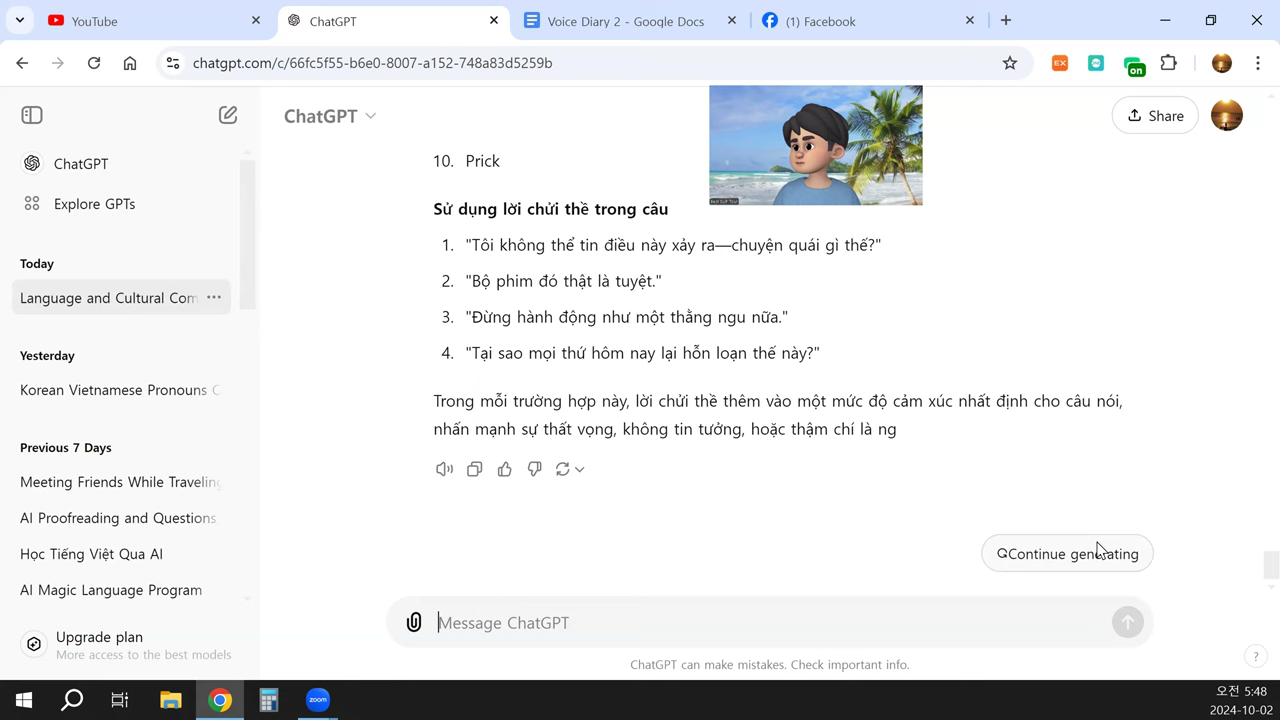 YouTube
ChatGPT
Voice Diary 2 - Google Docs
(1) Facebook
chatgpt.com/c/66fc5f55-b6e0-8007-a152-748a83d5259b
EX
on
ChatGPT
Share
ChatGPT
Explore GPTs
Today
Language and Cultural Com
Yesterday
Korean Vietnamese Pronouns C
Previous 7 Days
Meeting Friends While Traveling
AI Proofreading and Questions
Học Tiếng Việt Qua AI
AI Magic Language Program
Upgrade plan
More access to the best models
10. Prick
Sử dụng lời chửi thề trong câu
1. "Tôi không thể tin điều này xảy ra—chuyện quái gì thế?"
2. "Bộ phim đó thật là tuyệt."
3. "Đừng hành động như một thằng ngu nữa."
4. "Tại sao mọi thứ hôm nay lại hỗn loạn thế này?"
Trong mỗi trường hợp này, lời chửi thề thêm vào một mức độ cảm xúc nhất định cho câu nói,
nhấn mạnh sự thất vọng, không tin tưởng, hoặc thậm chí là ng
Continue generating
Message ChatGPT
ChatGPT can make mistakes. Check important info.
?
zoom
오전 5:48
2024-10-02